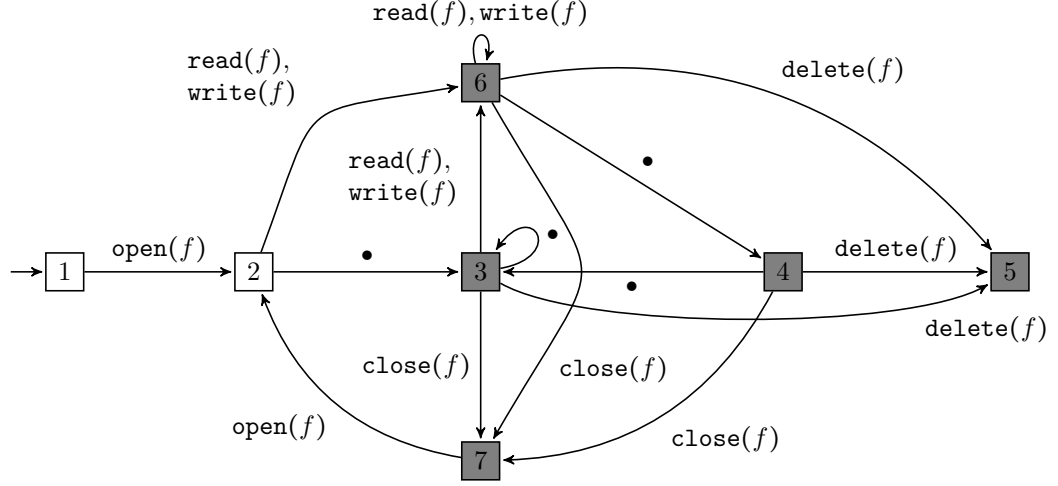 read(f), write(f)
read(f),
write(f)
delete(f)
6
•
read(f),
write(f)
•
open(f)
•
delete(f)
1
2
3
4
5
•
delete(f)
close(f)
close(f)
open(f)
close(f)
7